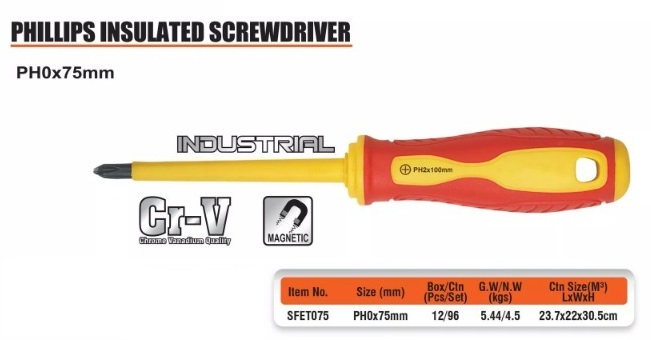 PHILLIPS INSULATED SCREWDRIVER
PH0x75mm
INDUSTRIAL
PH2x100mm
Cr-V
Chrome Vanadium Quality
MAGNETIC
Item No. Size (mm) Box/Ctn (Pcs/Set) G.W/N.W (kgs) Ctn Size(M³) LxWxH
SFET075 PH0x75mm 12/96 5.44/4.5 23.7x22x30.5cm